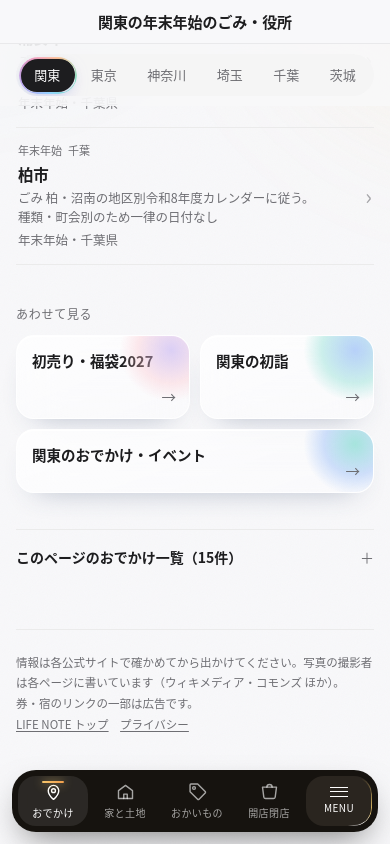 関東の年末年始のごみ・役所
関東 東京 神奈川 埼玉 千葉 茨城
年末年始・千葉県
年末年始 千葉
柏市
ごみ 柏・沼南の地区別令和8年度カレンダーに従う。
種類・町会別のため一律の日付なし
年末年始・千葉県
あわせて見る
初売り・福袋2027
→
関東の初詣
→
関東のおでかけ・イベント
→
このページのおでかけ一覧（15件） ＋
情報は各公式サイトで確かめてから出かけてください。写真の撮影者
は各ページに書いています（ウィキメディア・コモンズ ほか）。
券・宿のリンクの一部は広告です。
LIFE NOTE トップ プライバシー
おでかけ 家と土地 おかいもの 開店閉店 MENU